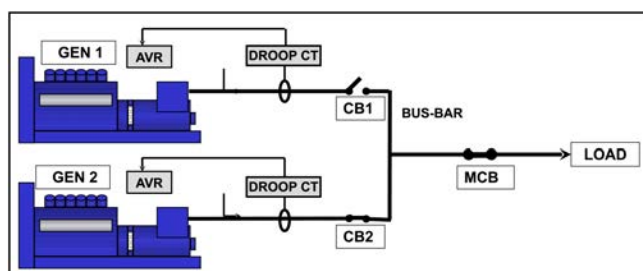 GEN 1
AVR
DROOP CT
CB1
BUS-BAR
LOAD
MCB
GEN 2
AVR
DROOP CT
CB2